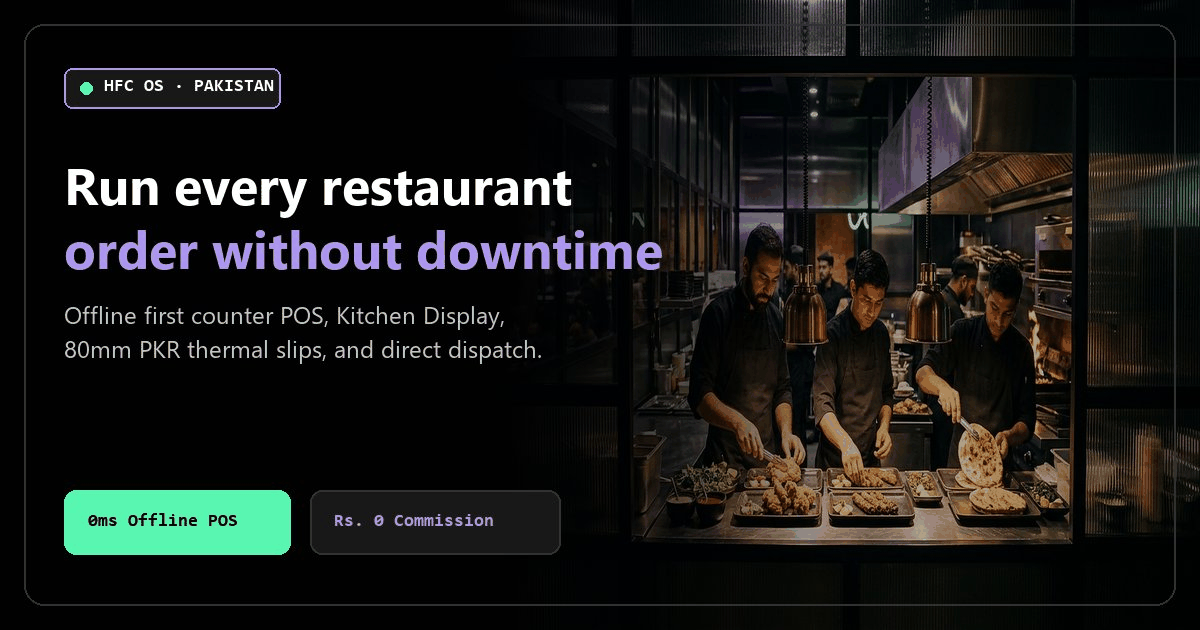 HFC OS · PAKISTAN
Run every restaurant
order without downtime
Offline first counter POS, Kitchen Display,
80mm PKR thermal slips, and direct dispatch.
0ms Offline POS
Rs. 0 Commission